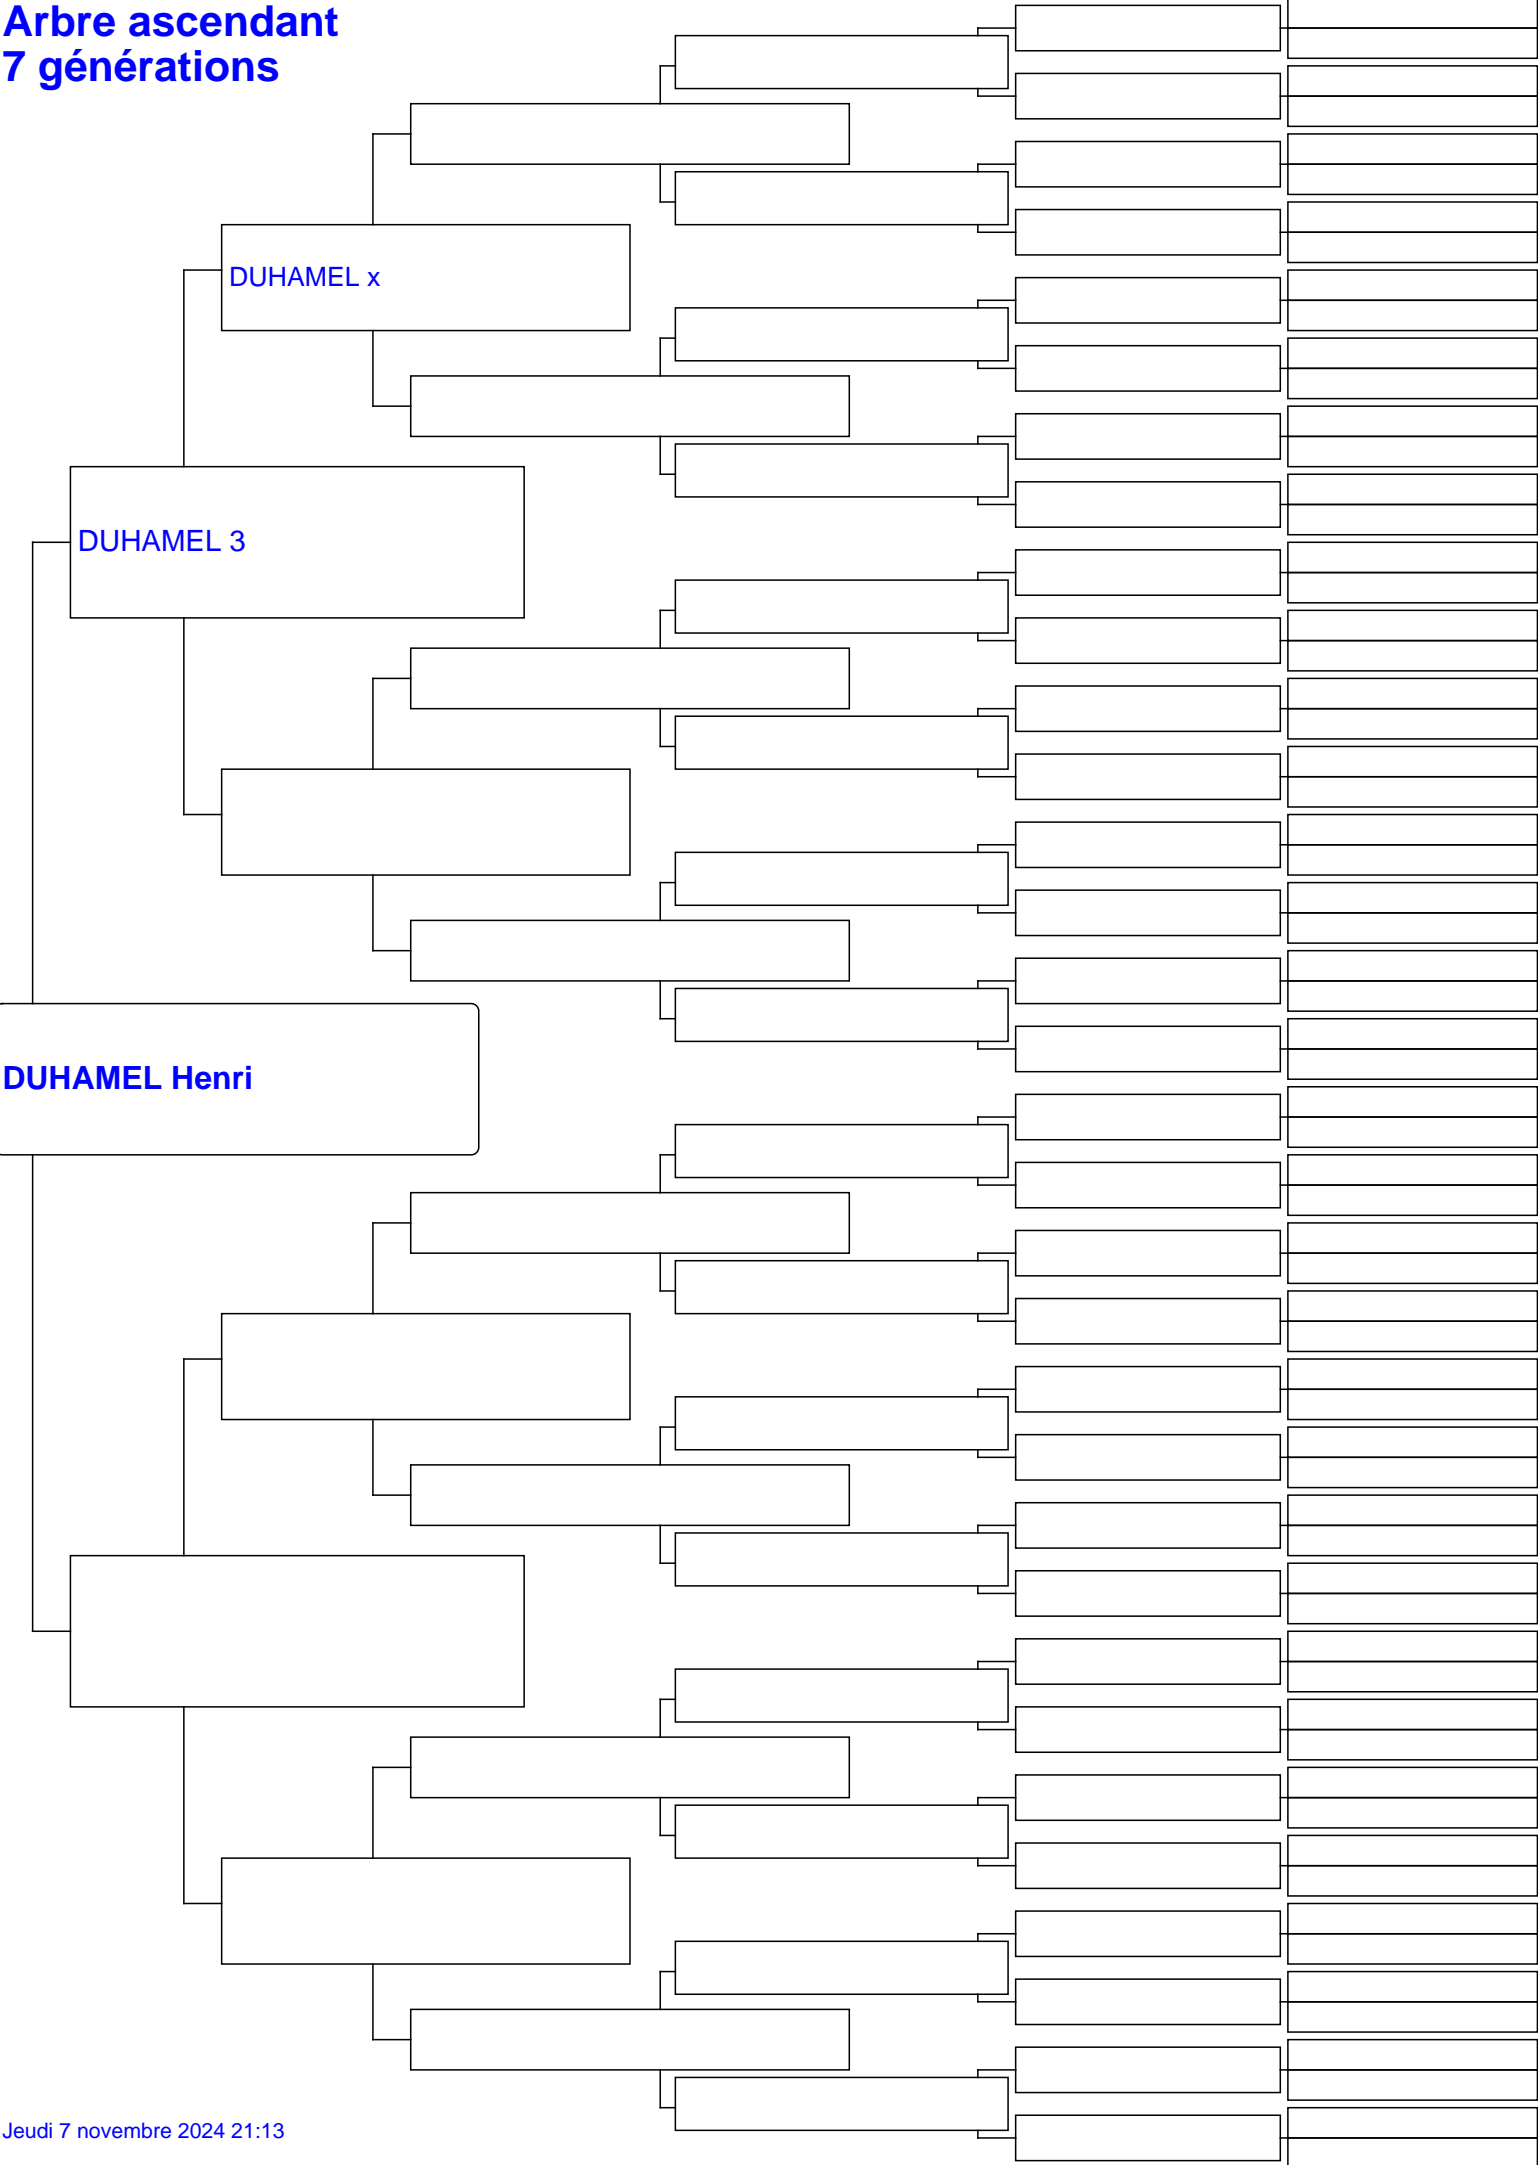 Arbre ascendant
7 générations
DUHAMEL x
DUHAMEL 3
DUHAMEL Henri
Jeudi 7 novembre 2024 21:13